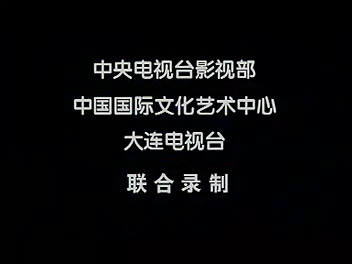 中央电视台影视部
中国国际文化艺术中心
大连电视台
联合录制